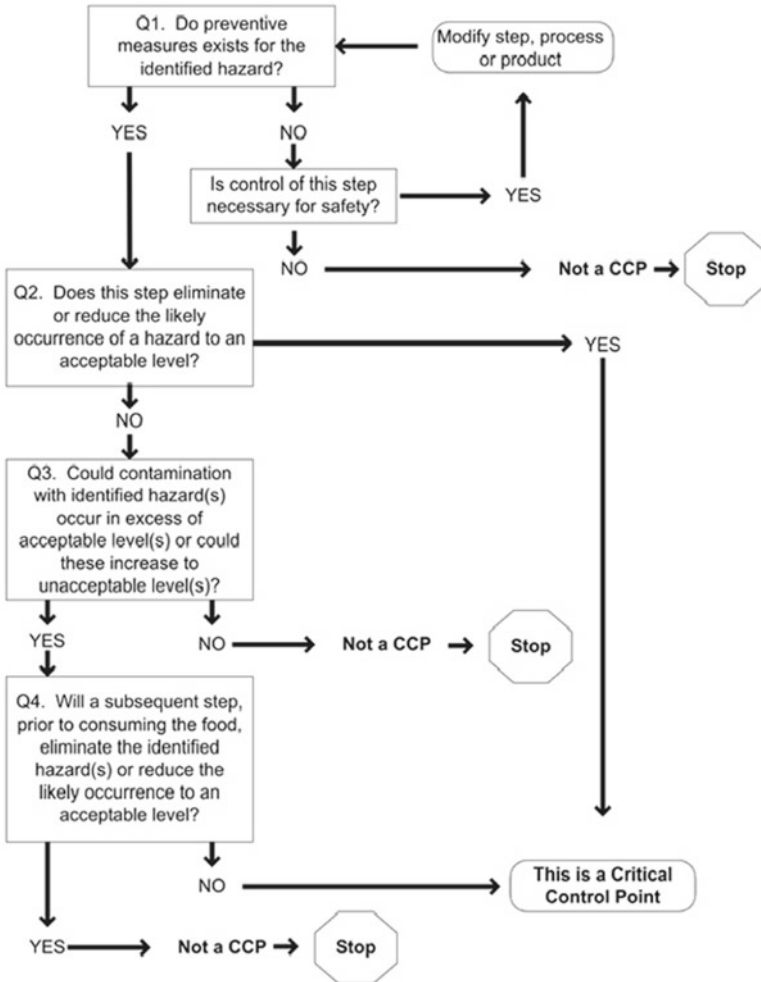 Q1. Do preventive
measures exists for the
identified hazard?
Modify step, process
or product
YES
NO
Is control of this step
necessary for safety?
YES
NO
Not a CCP
Stop
Q2. Does this step eliminate
or reduce the likely
occurrence of a hazard to an
acceptable level?
YES
NO
Q3. Could contamination
with identified hazard(s)
occur in excess of
acceptable level(s) or could
these increase to
unacceptable level(s)?
YES
NO
Not a CCP
Stop
Q4. Will a subsequent step,
prior to consuming the food,
eliminate the identified
hazard(s) or reduce the
likely occurrence to an
acceptable level?
NO
This is a Critical
Control Point
YES
Not a CCP
Stop